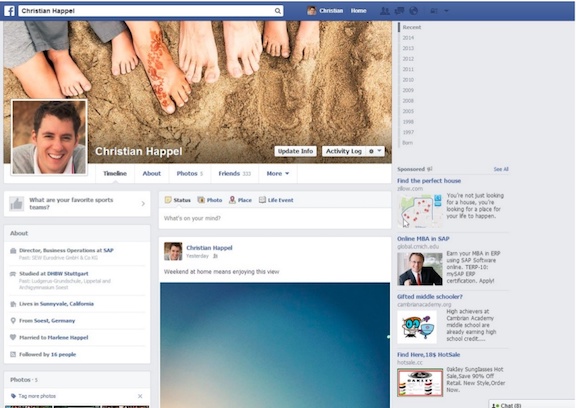 Christian Happel
Christian Home
Recent
2014
2013
2012
2011
2010
2009
2008
1998
1997
Born
Christian Happel
Update Info
Activity Log
Timeline
About
Photos
Friends
More
What are your favorite sports
teams?
Status
Photo
Place
Life Event
What's on your mind?
About
Director, Business Operations at SAP
Past: SEW Eurodrive GmbH & Co KG
Studied at DHBW Stuttgart
Lives in Sunnyvale, California
From Soest, Germany
Married to Marlene Happel
Followed by 16 people
Photos
Tag more photos
Christian Happel
Yesterday
Weekend at home means enjoying this view
Sponsored
See All
Find the perfect house
zillow.com
You're not just
looking for a
house, you're
looking for a place
for your life to happen.
Online MBA in SAP
global.cmich.edu
Earn your MBA in ERP
using SAP Software
online. TERP-10:
mySAP ERP
certification. Apply!
Gifted middle schooler?
cambrianacademy.org
High achievers at
Cambrian Academy
middle school are
already earning high
school credit....
Find Here,18$ HotSale
hotsale.cc
OAKLEY
Oakley Sunglasses Hot
Sale,Save 90% Off
Retail. New Style,Order
Now.
Chat (8)